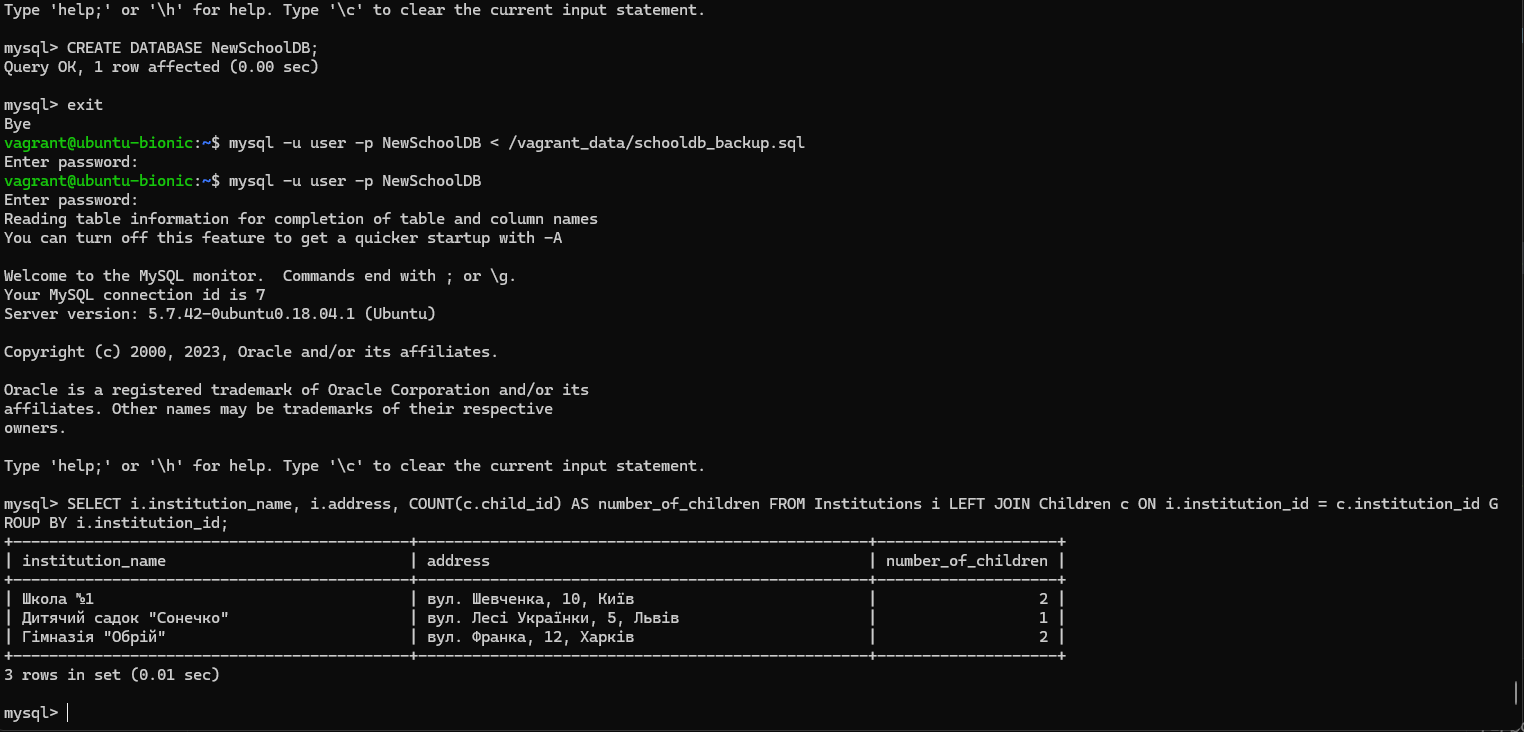 Type 'help;' or '\h' for help. Type '\c' to clear the current input statement.
mysql> CREATE DATABASE NewSchoolDB;
Query OK, 1 row affected (0.00 sec)
mysql> exit
Bye
vagrant@ubuntu-bionic:~$ mysql -u user -p NewSchoolDB < /vagrant_data/schooldb_backup.sql
Enter password:
vagrant@ubuntu-bionic:~$ mysql -u user -p NewSchoolDB
Enter password:
Reading table information for completion of table and column names
You can turn off this feature to get a quicker startup with -A
Welcome to the MySQL monitor.  Commands end with ; or \g.
Your MySQL connection id is 7
Server version: 5.7.42-0ubuntu0.18.04.1 (Ubuntu)
Copyright (c) 2000, 2023, Oracle and/or its affiliates.
Oracle is a registered trademark of Oracle Corporation and/or its
affiliates. Other names may be trademarks of their respective
owners.
Type 'help;' or '\h' for help. Type '\c' to clear the current input statement.
mysql> SELECT i.institution_name, i.address, COUNT(c.child_id) AS number_of_children FROM Institutions i LEFT JOIN Children c ON i.institution_id = c.institution_id G
ROUP BY i.institution_id;
| institution_name | address | number_of_children |
| Школа №1 | вул. Шевченка, 10, Київ | 2 |
| Дитячий садок "Сонечко" | вул. Лесі Українки, 5, Львів | 1 |
| Гімназія "Обрій" | вул. Франка, 12, Харків | 2 |
3 rows in set (0.01 sec)
mysql>